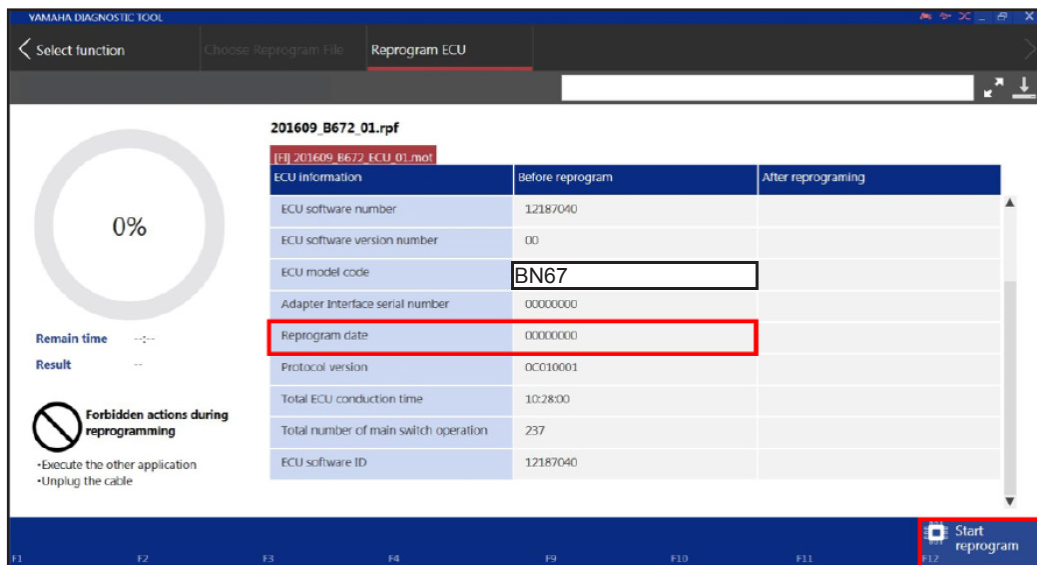 YAMAHA DIAGNOSTIC TOOL
Select function
Choose Reprogram File
Reprogram ECU
201609_B672_01.rpf
[FI] 201609_B672_ECU_01.mot
ECU information Before reprogram After reprograming
ECU software number 12187040
ECU software version number 00
ECU model code BN67
Adapter Interface serial number 00000000
Reprogram date 00000000
Protocol version 0C010001
Total ECU conduction time 10:28:00
Total number of main switch operation 237
ECU software ID 12187040
0%
Remain time --:--
Result --
Forbidden actions during
reprogramming
•Execute the other application
•Unplug the cable
Start
reprogram
F1 F2 F3 F4 F9 F10 F11 F12